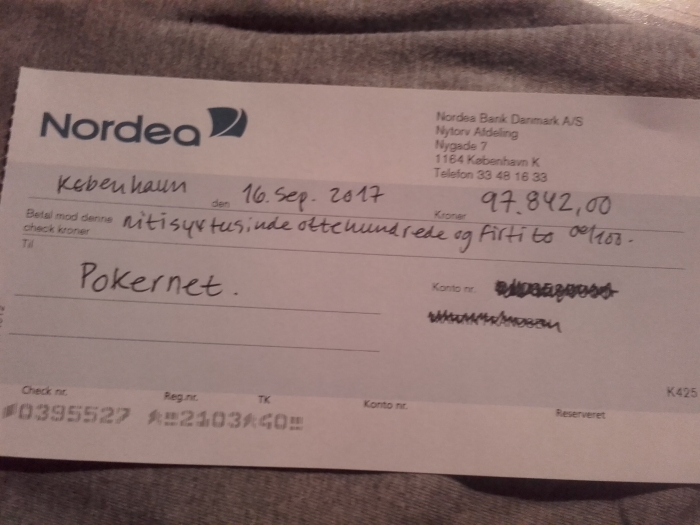 Nordea
Nordea Bank Danmark A/S
Nytorv Afdeling
Nygade 7
1164 København K
Telefon 33 48 16 33
København den 16. Sep. 2017 Kroner 97.842,00
Betal mod denne check kroner nitisyvtusinde ottehundrede og firtito 00/100.
Til
Pokernet.
Konto nr.
K425
Check nr. Reg.nr. TK Konto nr. Reserveret
0395527 2103 40